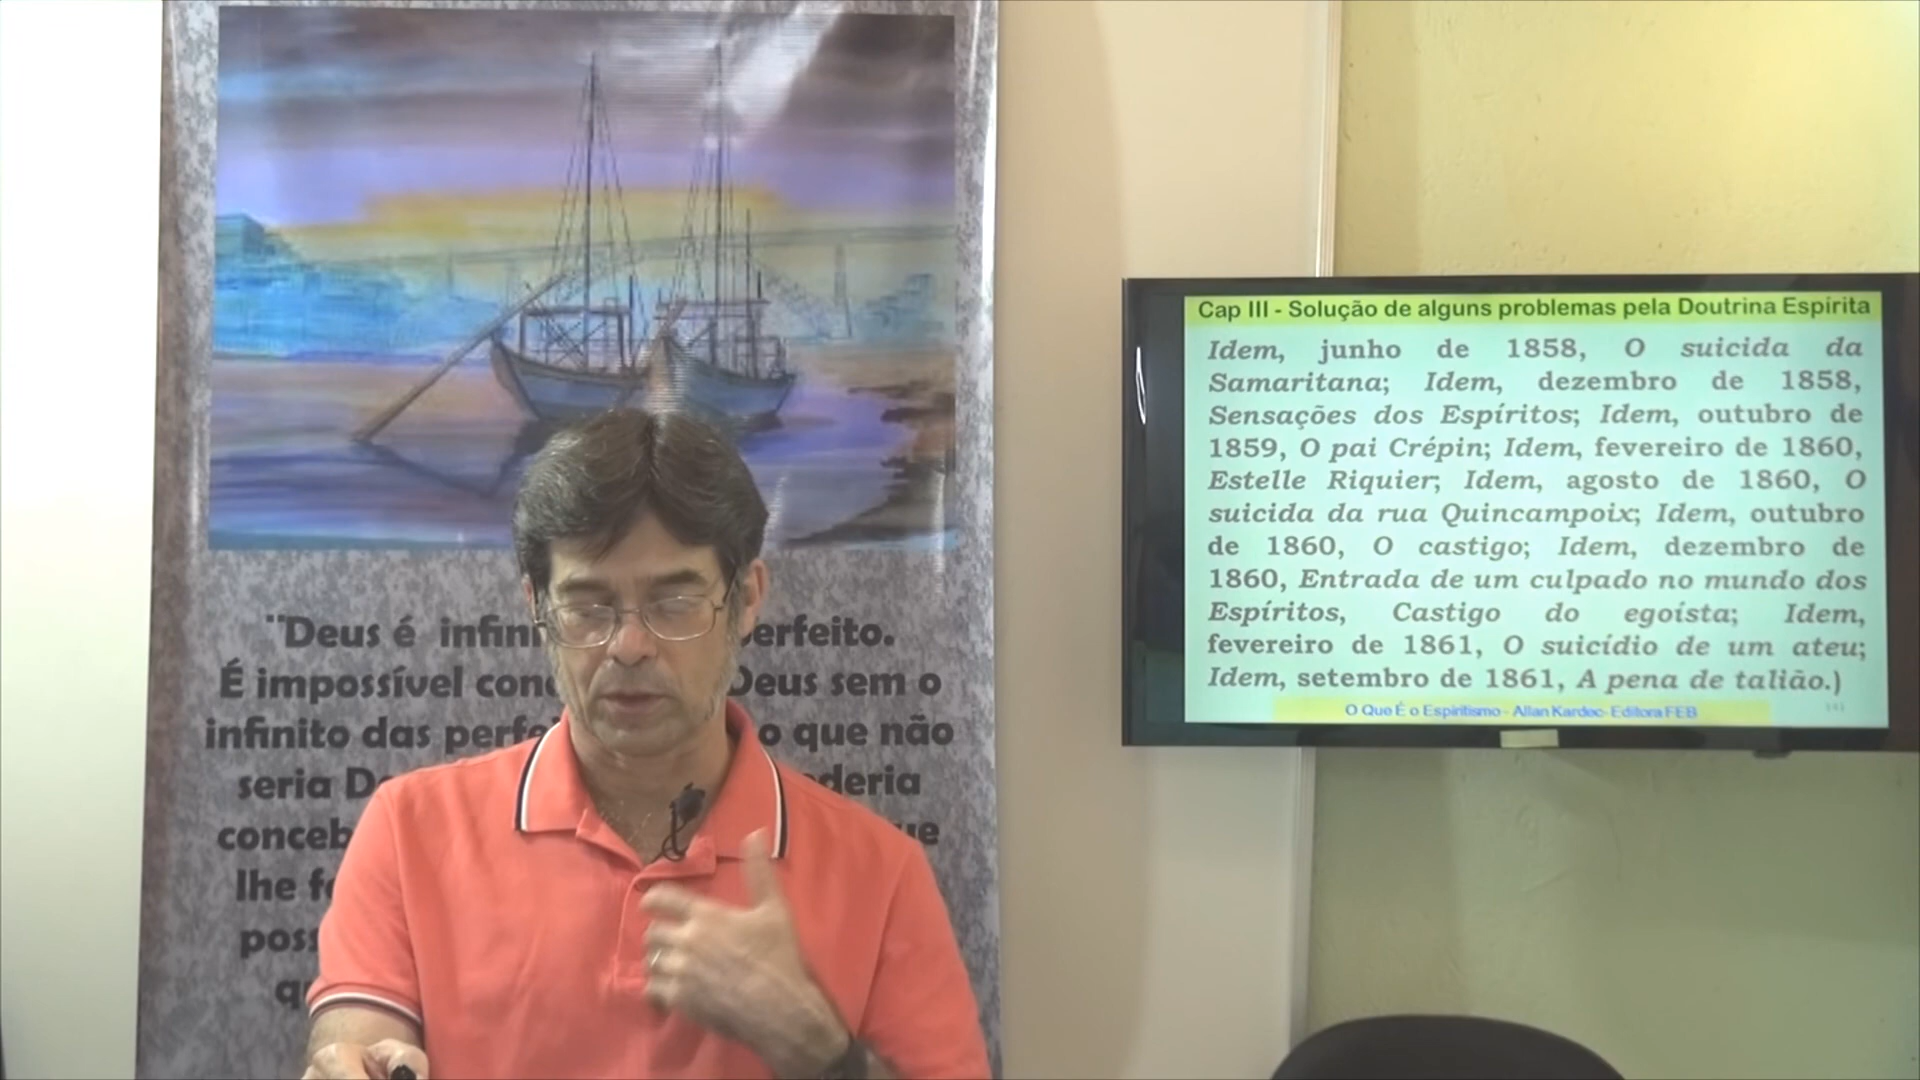 ¨Deus é infini erfeito.
É impossível conc Deus sem o
infinito das perfe o que não
seria D deria
conceb ue
lhe f
poss
q
Cap III - Solução de alguns problemas pela Doutrina Espírita
Idem, junho de 1858, O suicida da
Samaritana; Idem, dezembro de 1858,
Sensações dos Espíritos; Idem, outubro de
1859, O pai Crépin; Idem, fevereiro de 1860,
Estelle Riquier; Idem, agosto de 1860, O
suicida da rua Quincampoix; Idem, outubro
de 1860, O castigo; Idem, dezembro de
1860, Entrada de um culpado no mundo dos
Espíritos, Castigo do egoísta; Idem,
fevereiro de 1861, O suicídio de um ateu;
Idem, setembro de 1861, A pena de talião.)
O Que É o Espiritismo - Allan Kardec- Editora FEB